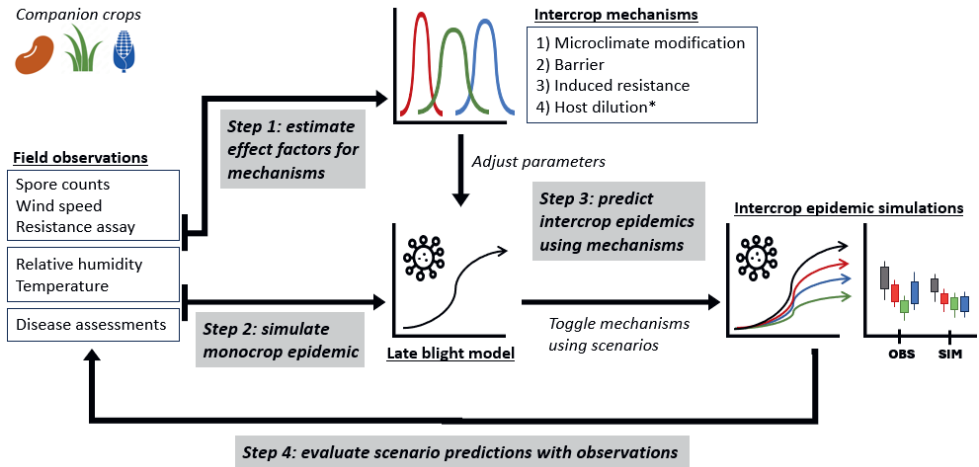 Companion crops
Intercrop mechanisms
1) Microclimate modification
2) Barrier
3) Induced resistance
4) Host dilution*
Step 1: estimate
effect factors for
mechanisms
Field observations
Spore counts
Wind speed
Resistance assay
Relative humidity
Temperature
Disease assessments
Adjust parameters
Step 3: predict
intercrop epidemics
using mechanisms
Intercrop epidemic simulations
Step 2: simulate
monocrop epidemic
Late blight model
Toggle mechanisms
using scenarios
OBS SIM
Step 4: evaluate scenario predictions with observations